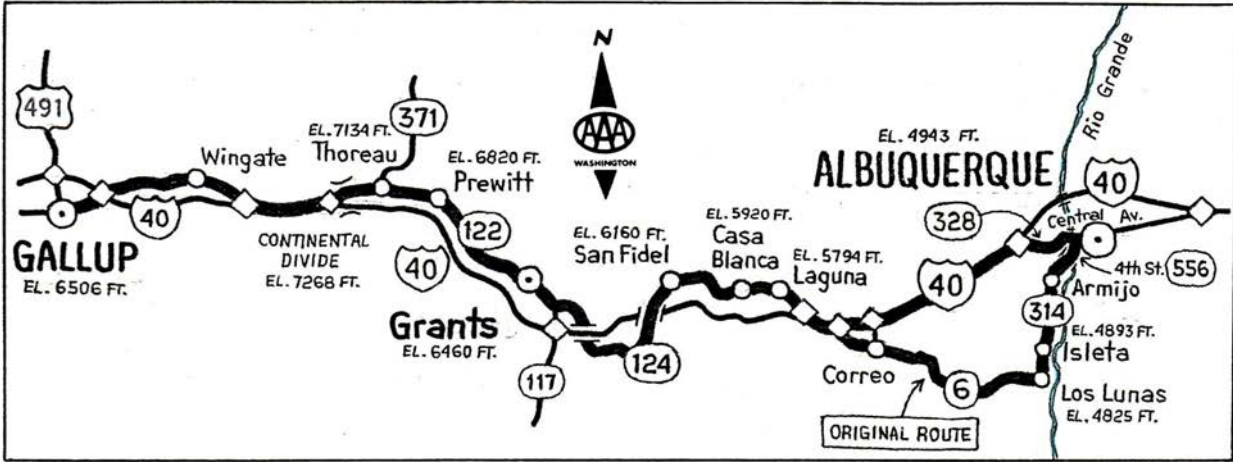 N
AAA
WASHINGTON
491
Wingate
EL. 7134 FT.
Thoreau
371
EL. 6820 FT.
Prewitt
40
GALLUP
EL. 6506 FT.
CONTINENTAL
DIVIDE
EL. 7268 FT.
122
40
Grants
EL. 6460 FT.
117
EL. 6160 FT.
San Fidel
124
EL. 5920 FT.
Casa
Blanca
EL. 5794 FT.
Laguna
EL. 4943 FT.
ALBUQUERQUE
Rio Grande
40
328
Central Av.
4th St. 556
Armijo
40
314
EL. 4893 FT.
Isleta
Correo
6
Los Lunas
EL. 4825 FT.
ORIGINAL ROUTE